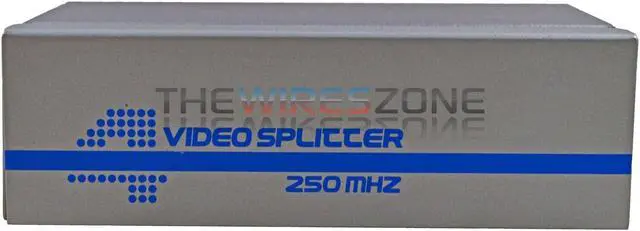 THEWIRESZONE
VIDEO SPLITTER
250 MHZ